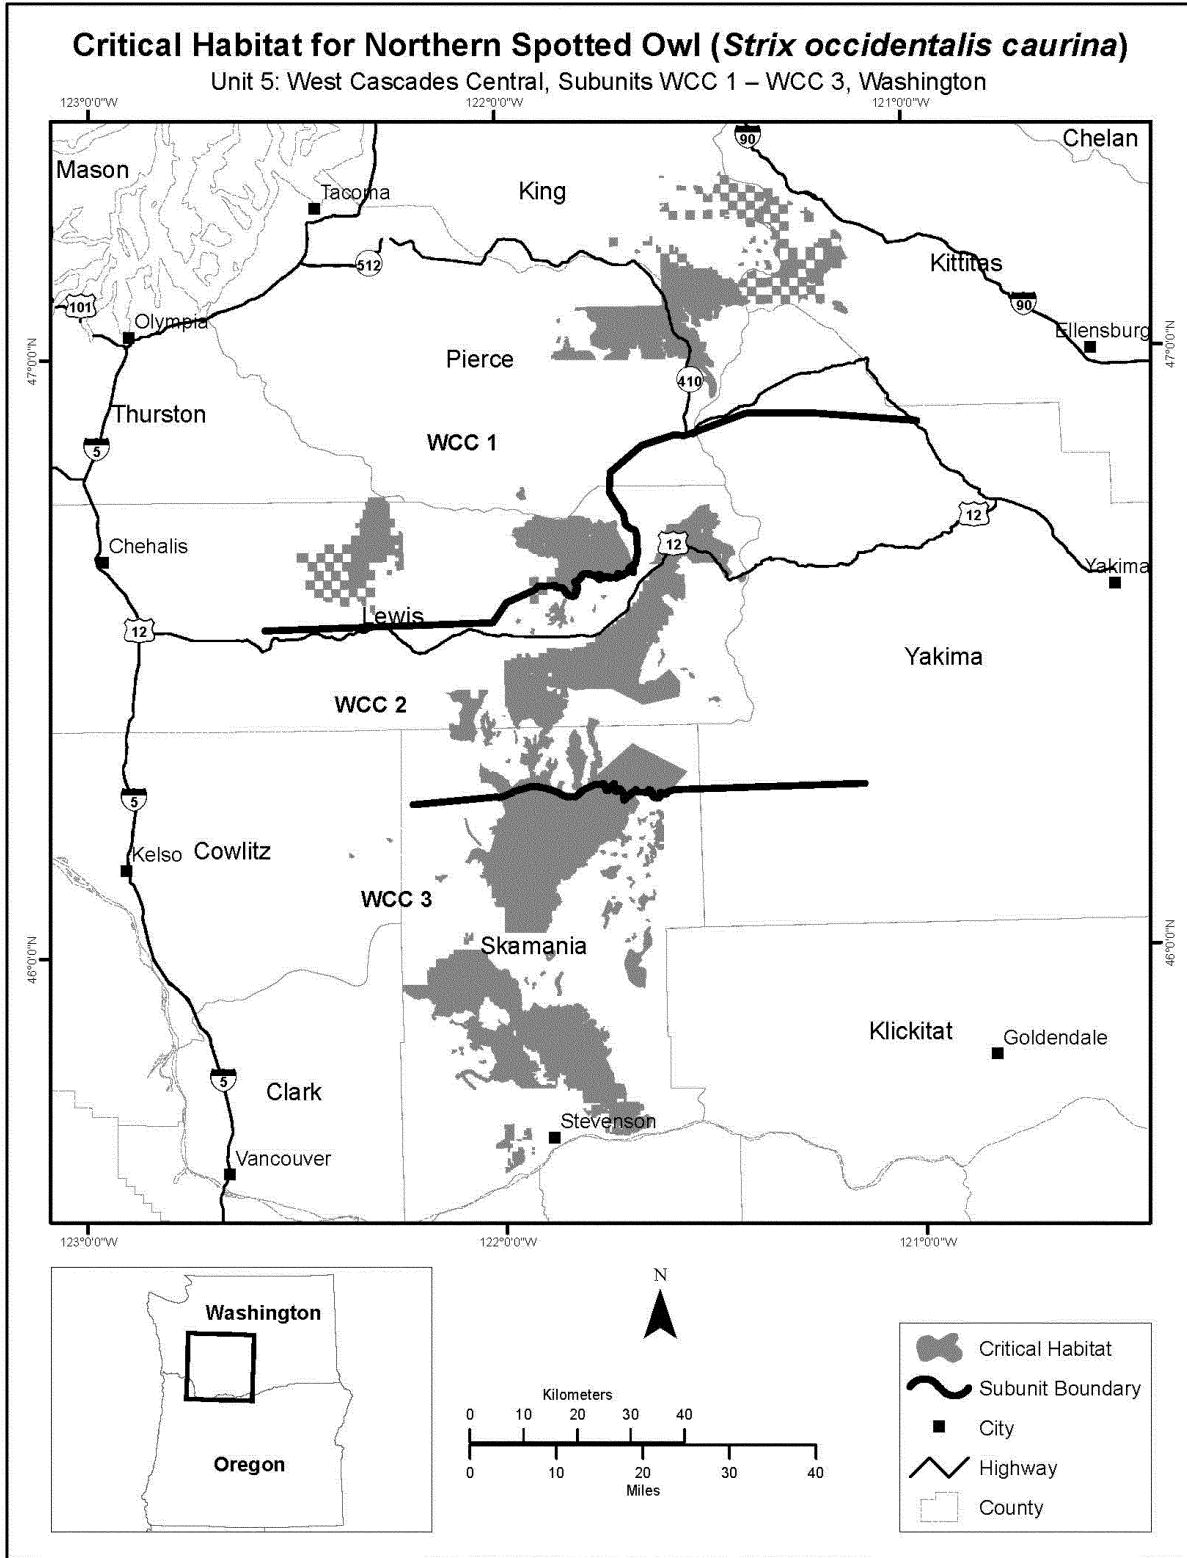 Critical Habitat for Northern Spotted Owl (Strix occidentalis caurina)
Unit 5: West Cascades Central, Subunits WCC 1 – WCC 3, Washington
123°0'0"W
122°0'0"W
121°0'0"W
90
Chelan
Mason
Tacoma
King
512
Kittitas
101
Olympia
90
Ellensburg
47°0'0"N
47°0'0"N
Pierce
410
Thurston
WCC 1
5
12
12
Chehalis
Yakima
Lewis
12
Yakima
WCC 2
5
Kelso
Cowlitz
WCC 3
Skamania
46°0'0"N
46°0'0"N
Klickitat
Goldendale
5
Clark
Stevenson
Vancouver
123°0'0"W
122°0'0"W
121°0'0"W
Washington
Oregon
N
Kilometers
0 10 20 30 40
0 10 20 30 40
Miles
Critical Habitat
Subunit Boundary
City
Highway
County